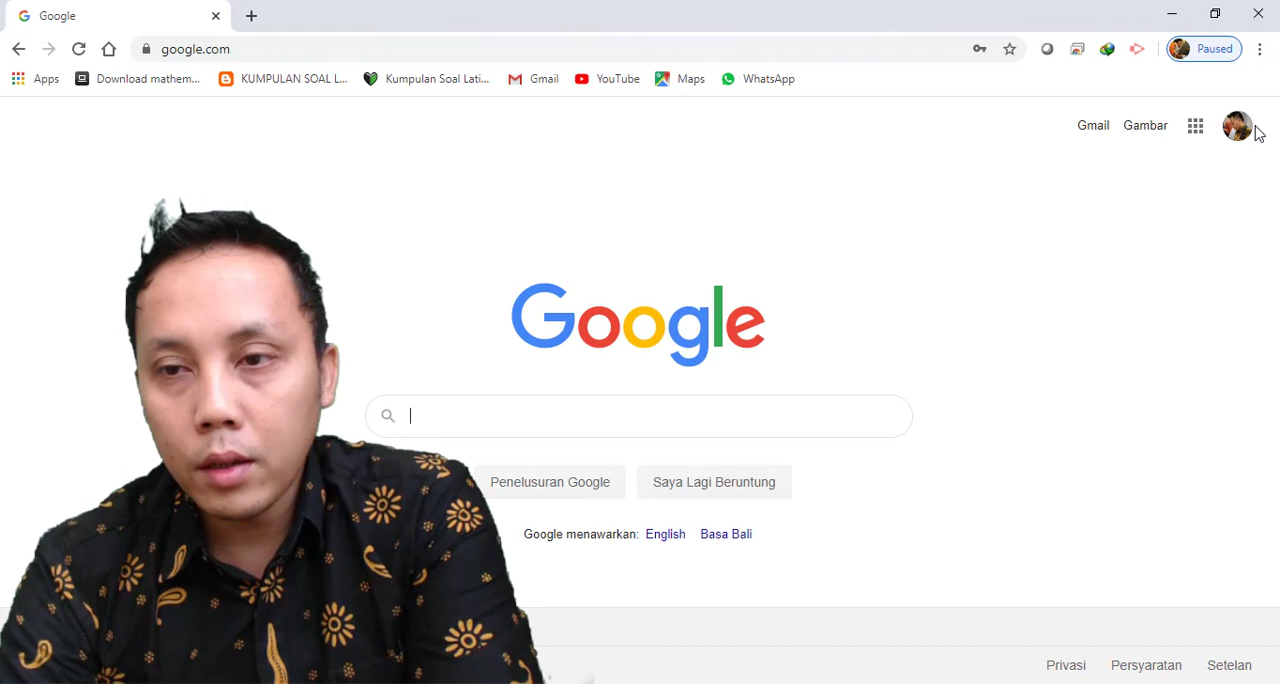 Google
google.com
Paused
Apps
Download mathem...
KUMPULAN SOAL L...
Kumpulan Soal Lati...
Gmail
YouTube
Maps
WhatsApp
Gmail
Gambar
Google
Penelusuran Google
Saya Lagi Beruntung
Google menawarkan: English Basa Bali
Privasi
Persyaratan
Setelan